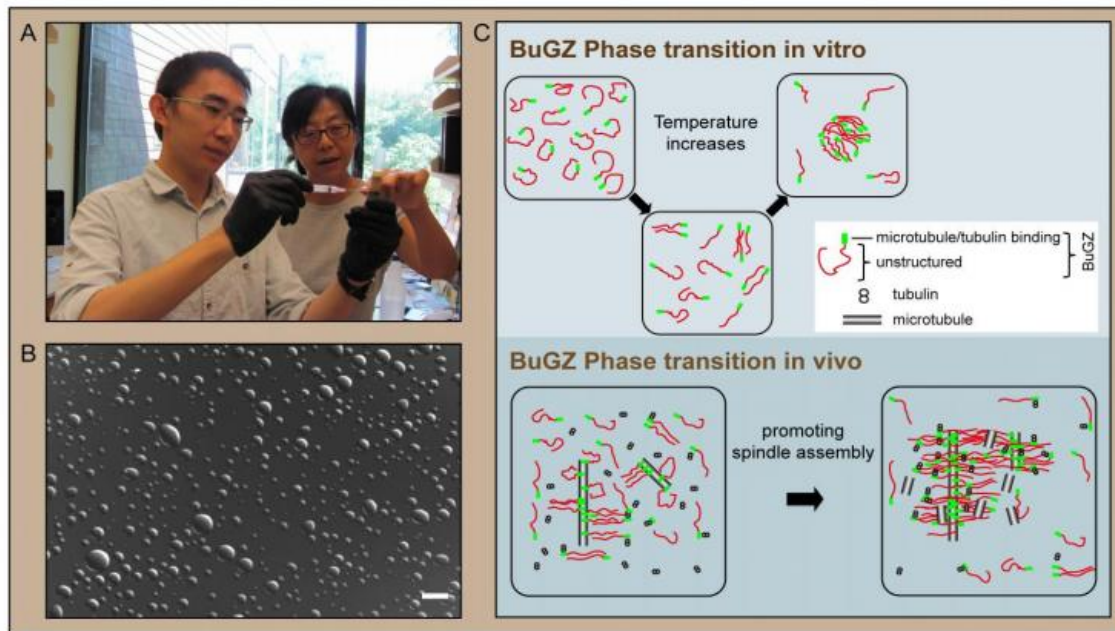 A
B
C
BuGZ Phase transition in vitro
Temperature
increases
microtubule/tubulin binding
unstructured
BuGZ
tubulin
microtubule
BuGZ Phase transition in vivo
promoting
spindle assembly